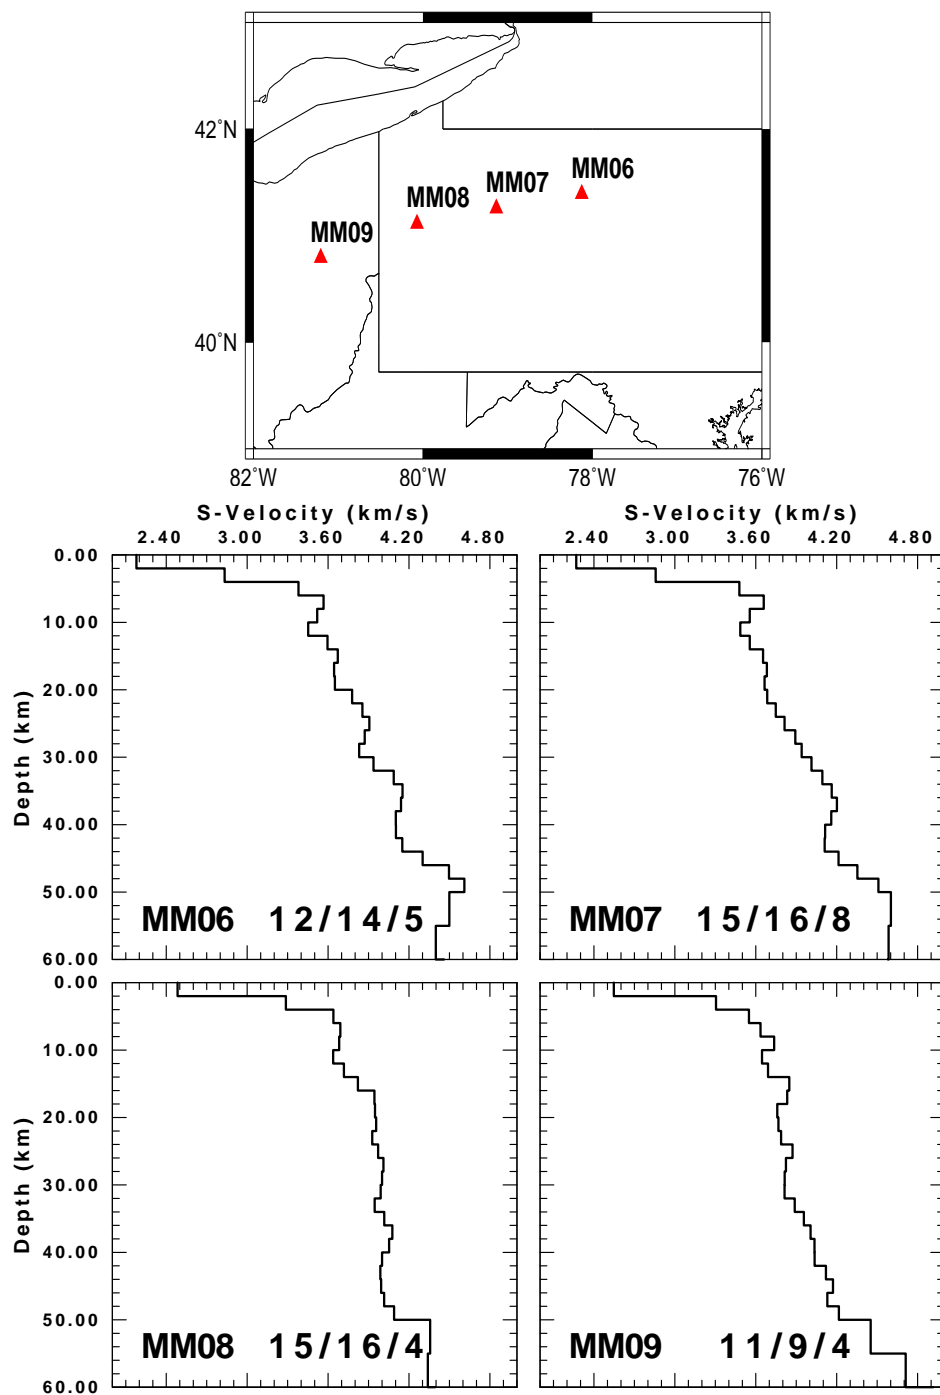 42°N
MM06
MM07
MM08
MM09
40°N
82°W 80°W 78°W 76°W
S-Velocity (km/s) S-Velocity (km/s)
2.40 3.00 3.60 4.20 4.80 2.40 3.00 3.60 4.20 4.80
0.00
10.00
20.00
30.00
40.00
50.00
60.00
Depth (km)
MM06 12/14/5 MM07 15/16/8
0.00
10.00
20.00
30.00
40.00
50.00
60.00
Depth (km)
MM08 15/16/4 MM09 11/9/4